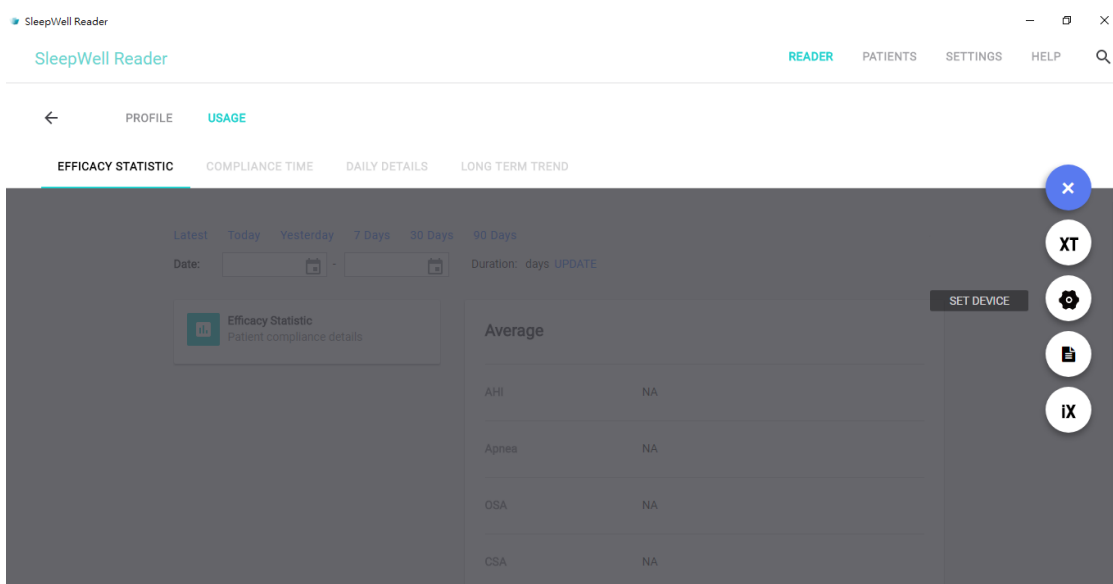 SleepWell Reader
SleepWell Reader READER PATIENTS SETTINGS HELP
PROFILE USAGE
EFFICACY STATISTIC COMPLIANCE TIME DAILY DETAILS LONG TERM TREND
Latest Today Yesterday 7 Days 30 Days 90 Days
XT
Date: - Duration: days UPDATE
SET DEVICE
Efficacy Statistic
Patient compliance details
Average
AHI NA
iX
Apnea NA
OSA NA
CSA NA